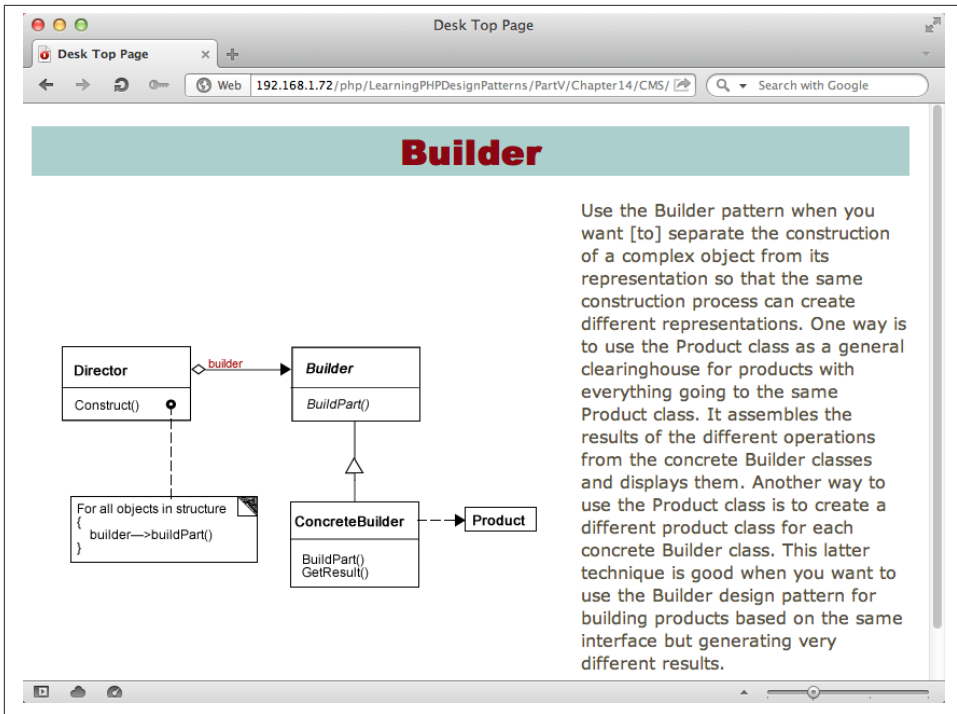 Desk Top Page
Desk Top Page
Web 192.168.1.72/php/LearningPHPDesignPatterns/PartV/Chapter14/CMS/ Search with Google
Builder
Director
Construct()
builder
Builder
BuildPart()
For all objects in structure
{
builder—>buildPart()
}
ConcreteBuilder
BuildPart()
GetResult()
Product
Use the Builder pattern when you
want [to] separate the construction
of a complex object from its
representation so that the same
construction process can create
different representations. One way is
to use the Product class as a general
clearinghouse for products with
everything going to the same
Product class. It assembles the
results of the different operations
from the concrete Builder classes
and displays them. Another way to
use the Product class is to create a
different product class for each
concrete Builder class. This latter
technique is good when you want to
use the Builder design pattern for
building products based on the same
interface but generating very
different results.